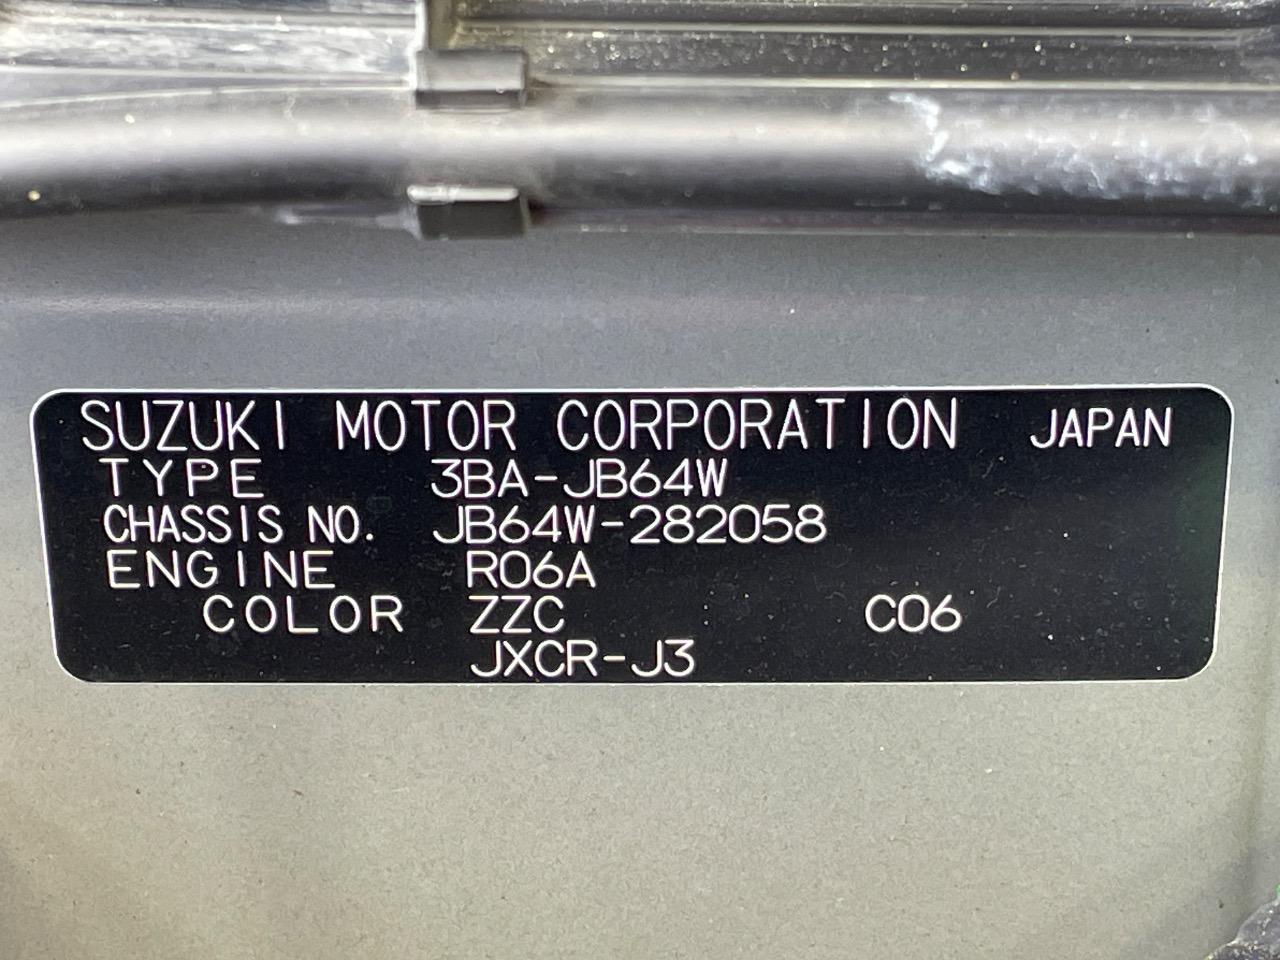 SUZUKI MOTOR CORPORATION JAPAN
TYPE 3BA-JB64W
CHASSIS NO. JB64W-282058
ENGINE R06A
COLOR ZZC C06
JXCR-J3